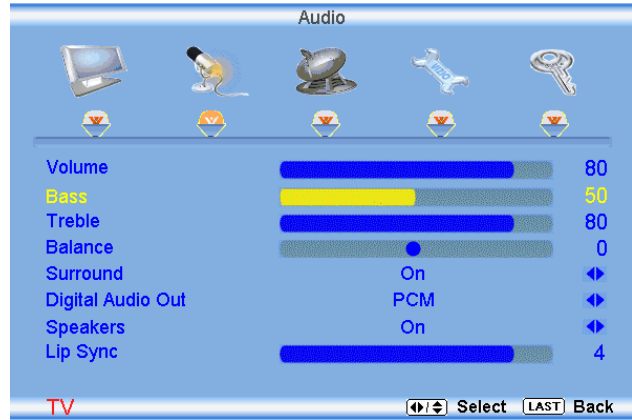 Audio
Volume 80
Bass 50
Treble 80
Balance 0
Surround On
Digital Audio Out PCM
Speakers On
Lip Sync 4
TV Select LAST Back